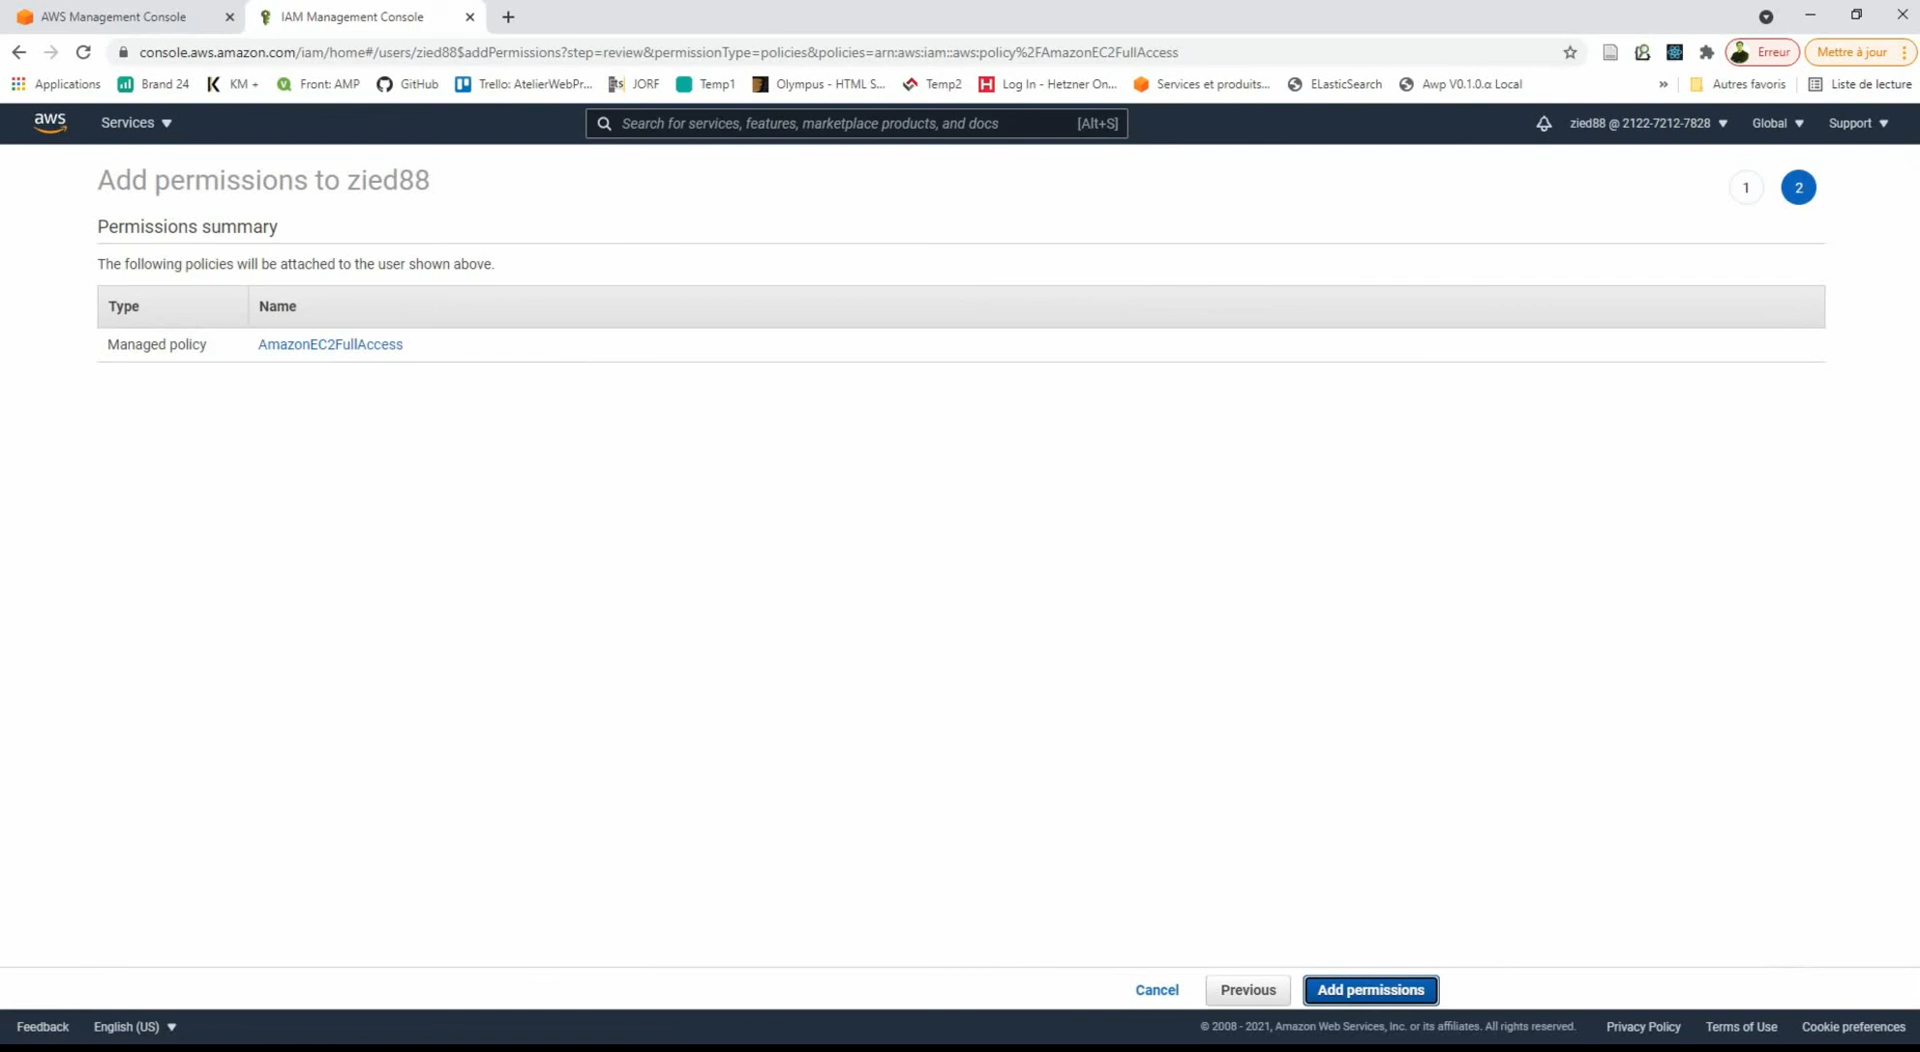 AWS Management Console
IAM Management Console
console.aws.amazon.com/iam/home#/users/zied88$addPermissions?step=review&permissionType=policies&policies=arn:aws:iam::aws:policy%2FAmazonEC2FullAccess
Erreur
Mettre à jour
Applications
Brand 24
KM +
Front: AMP
GitHub
Trello: AtelierWebPr...
JORF
Temp1
Olympus - HTML S...
Temp2
Log In - Hetzner On...
Services et produits...
ELasticSearch
Awp V0.1.0.α Local
»
Autres favoris
Liste de lecture
aws
Services
Search for services, features, marketplace products, and docs
[Alt+S]
zied88 @ 2122-7212-7828
Global
Support
Add permissions to zied88
1
2
Permissions summary
The following policies will be attached to the user shown above.
Type
Name
Managed policy
AmazonEC2FullAccess
Cancel
Previous
Add permissions
Feedback
English (US)
© 2008 - 2021, Amazon Web Services, Inc. or its affiliates. All rights reserved.
Privacy Policy
Terms of Use
Cookie preferences